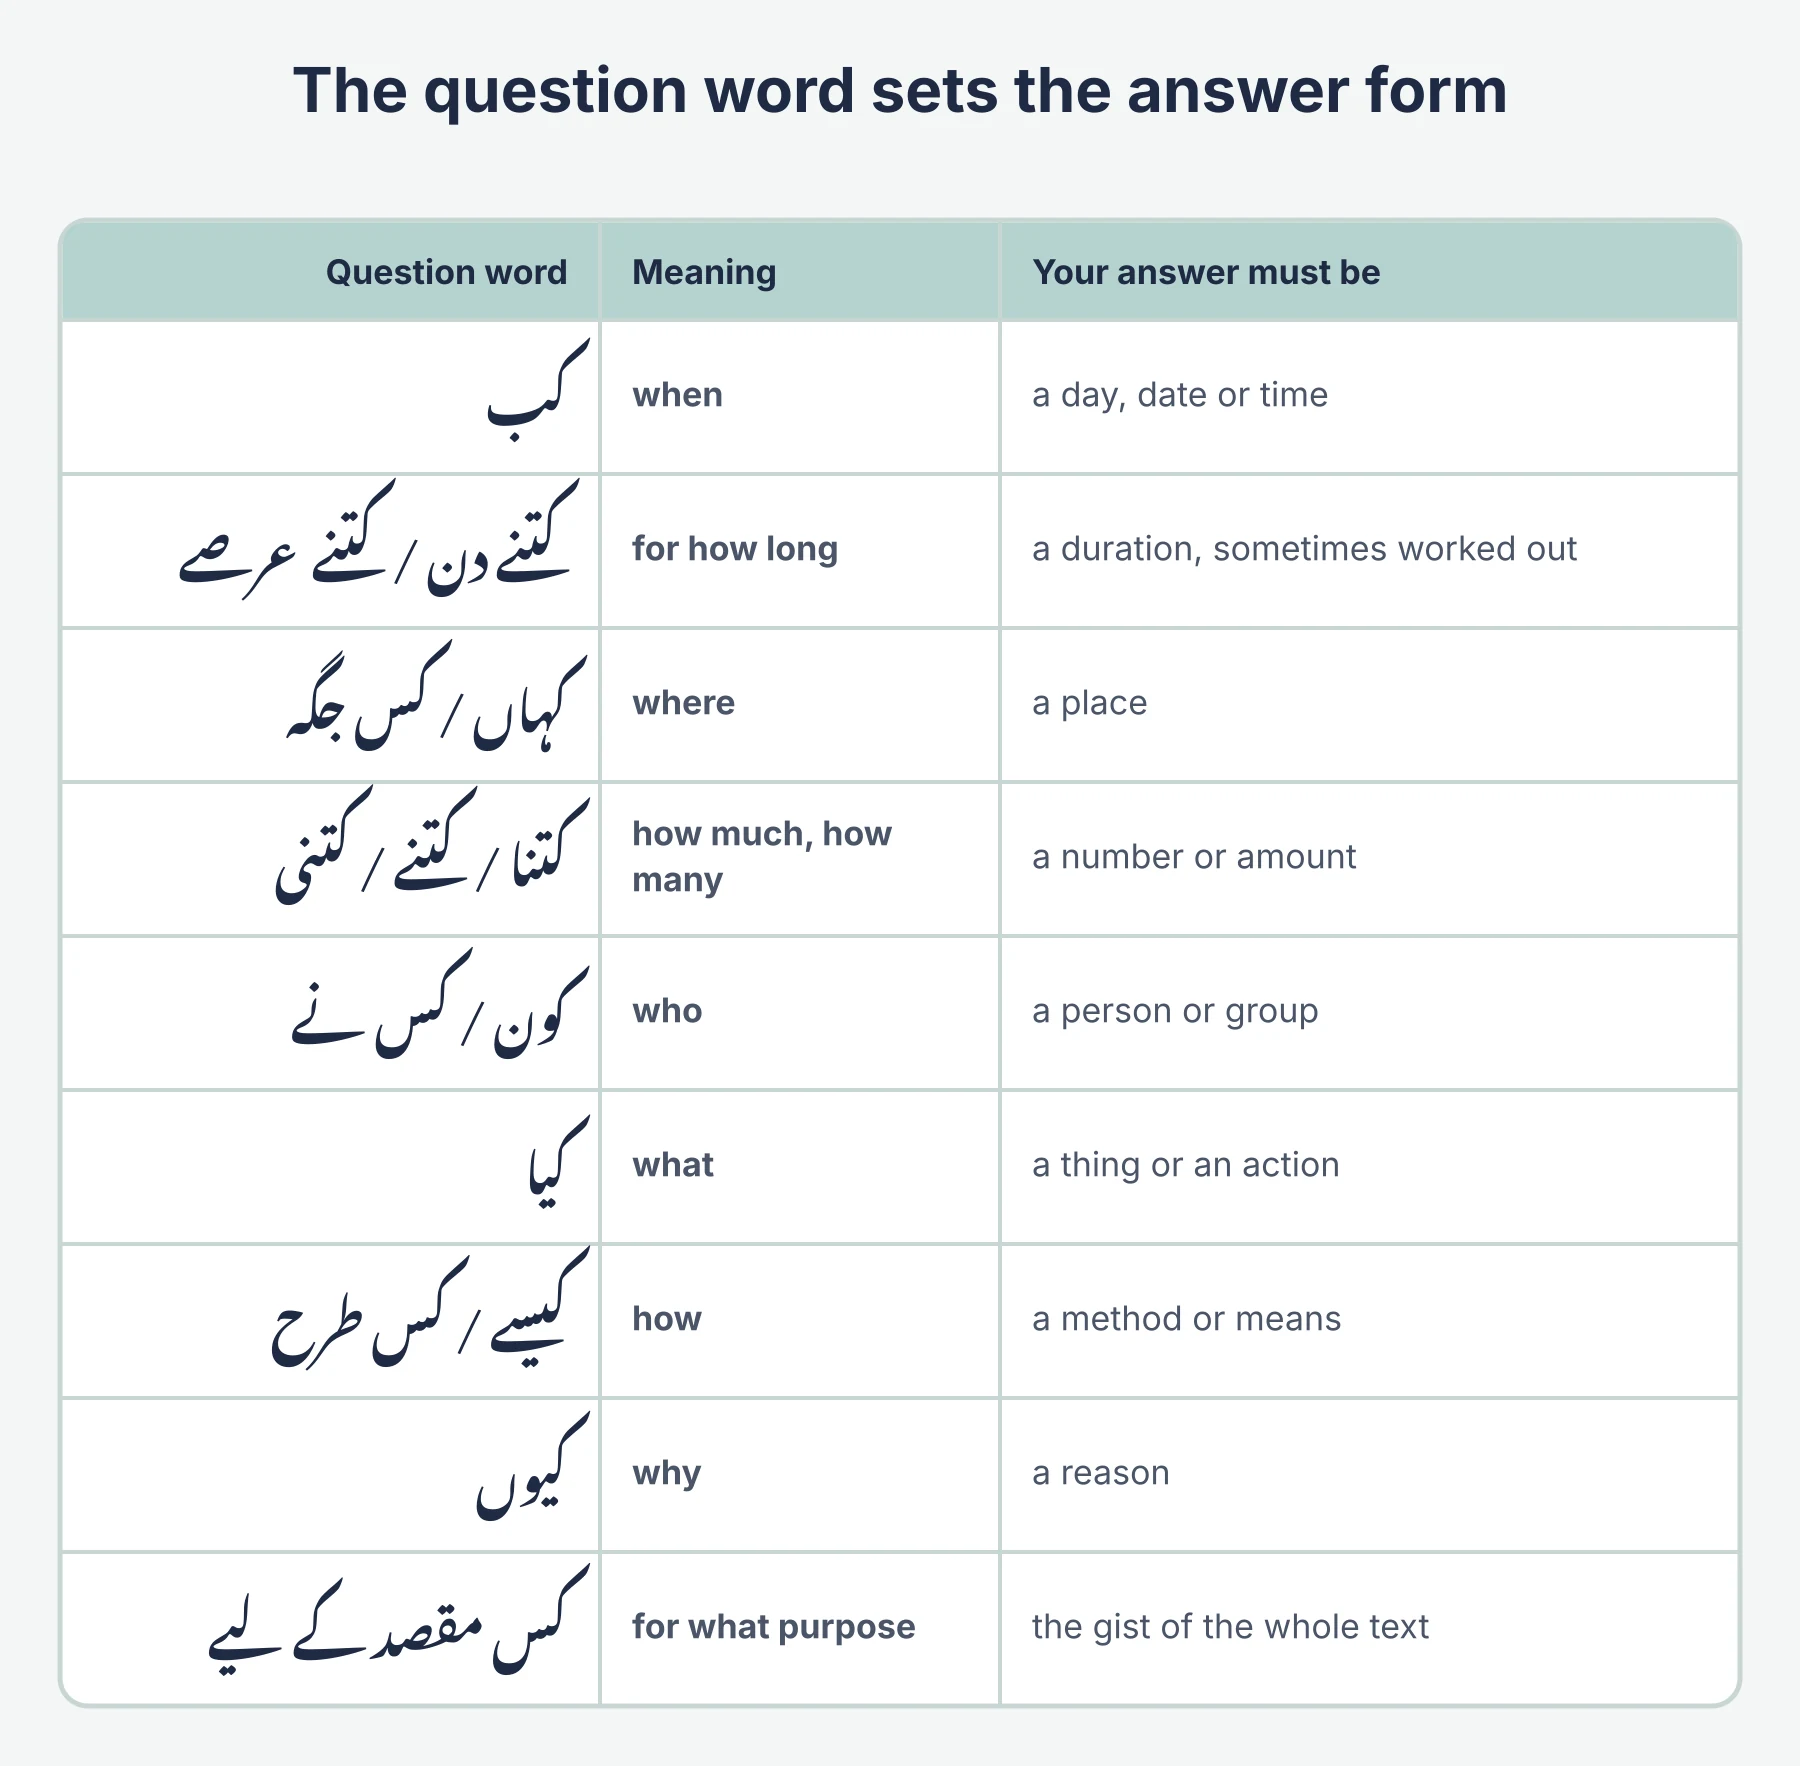 The question word sets the answer form
Question word Meaning Your answer must be
کب when a day, date or time
کتنے دن / کتنے عرصے for how long a duration, sometimes worked out
کہاں / کس جگہ where a place
کتنا / کتنے / کتنی how much, how many a number or amount
کون / کس نے who a person or group
کیا what a thing or an action
کیسے / کس طرح how a method or means
کیوں why a reason
کس مقصد کے لیے for what purpose the gist of the whole text